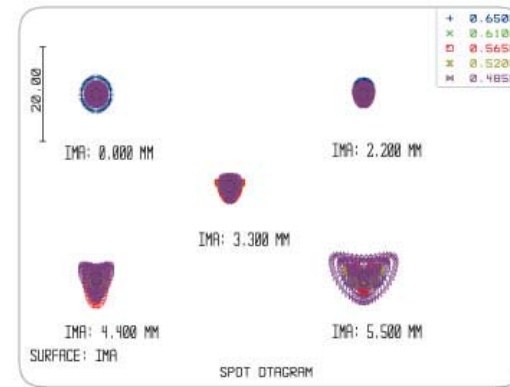 + 0.650
× 0.610
0.565
0.520
0.485
20.00
IMA: 0.000 MM
IMA: 2.200 MM
IMA: 3.300 MM
IMA: 4.400 MM
IMA: 5.500 MM
SURFACE: IMA
SPOT DIAGRAM